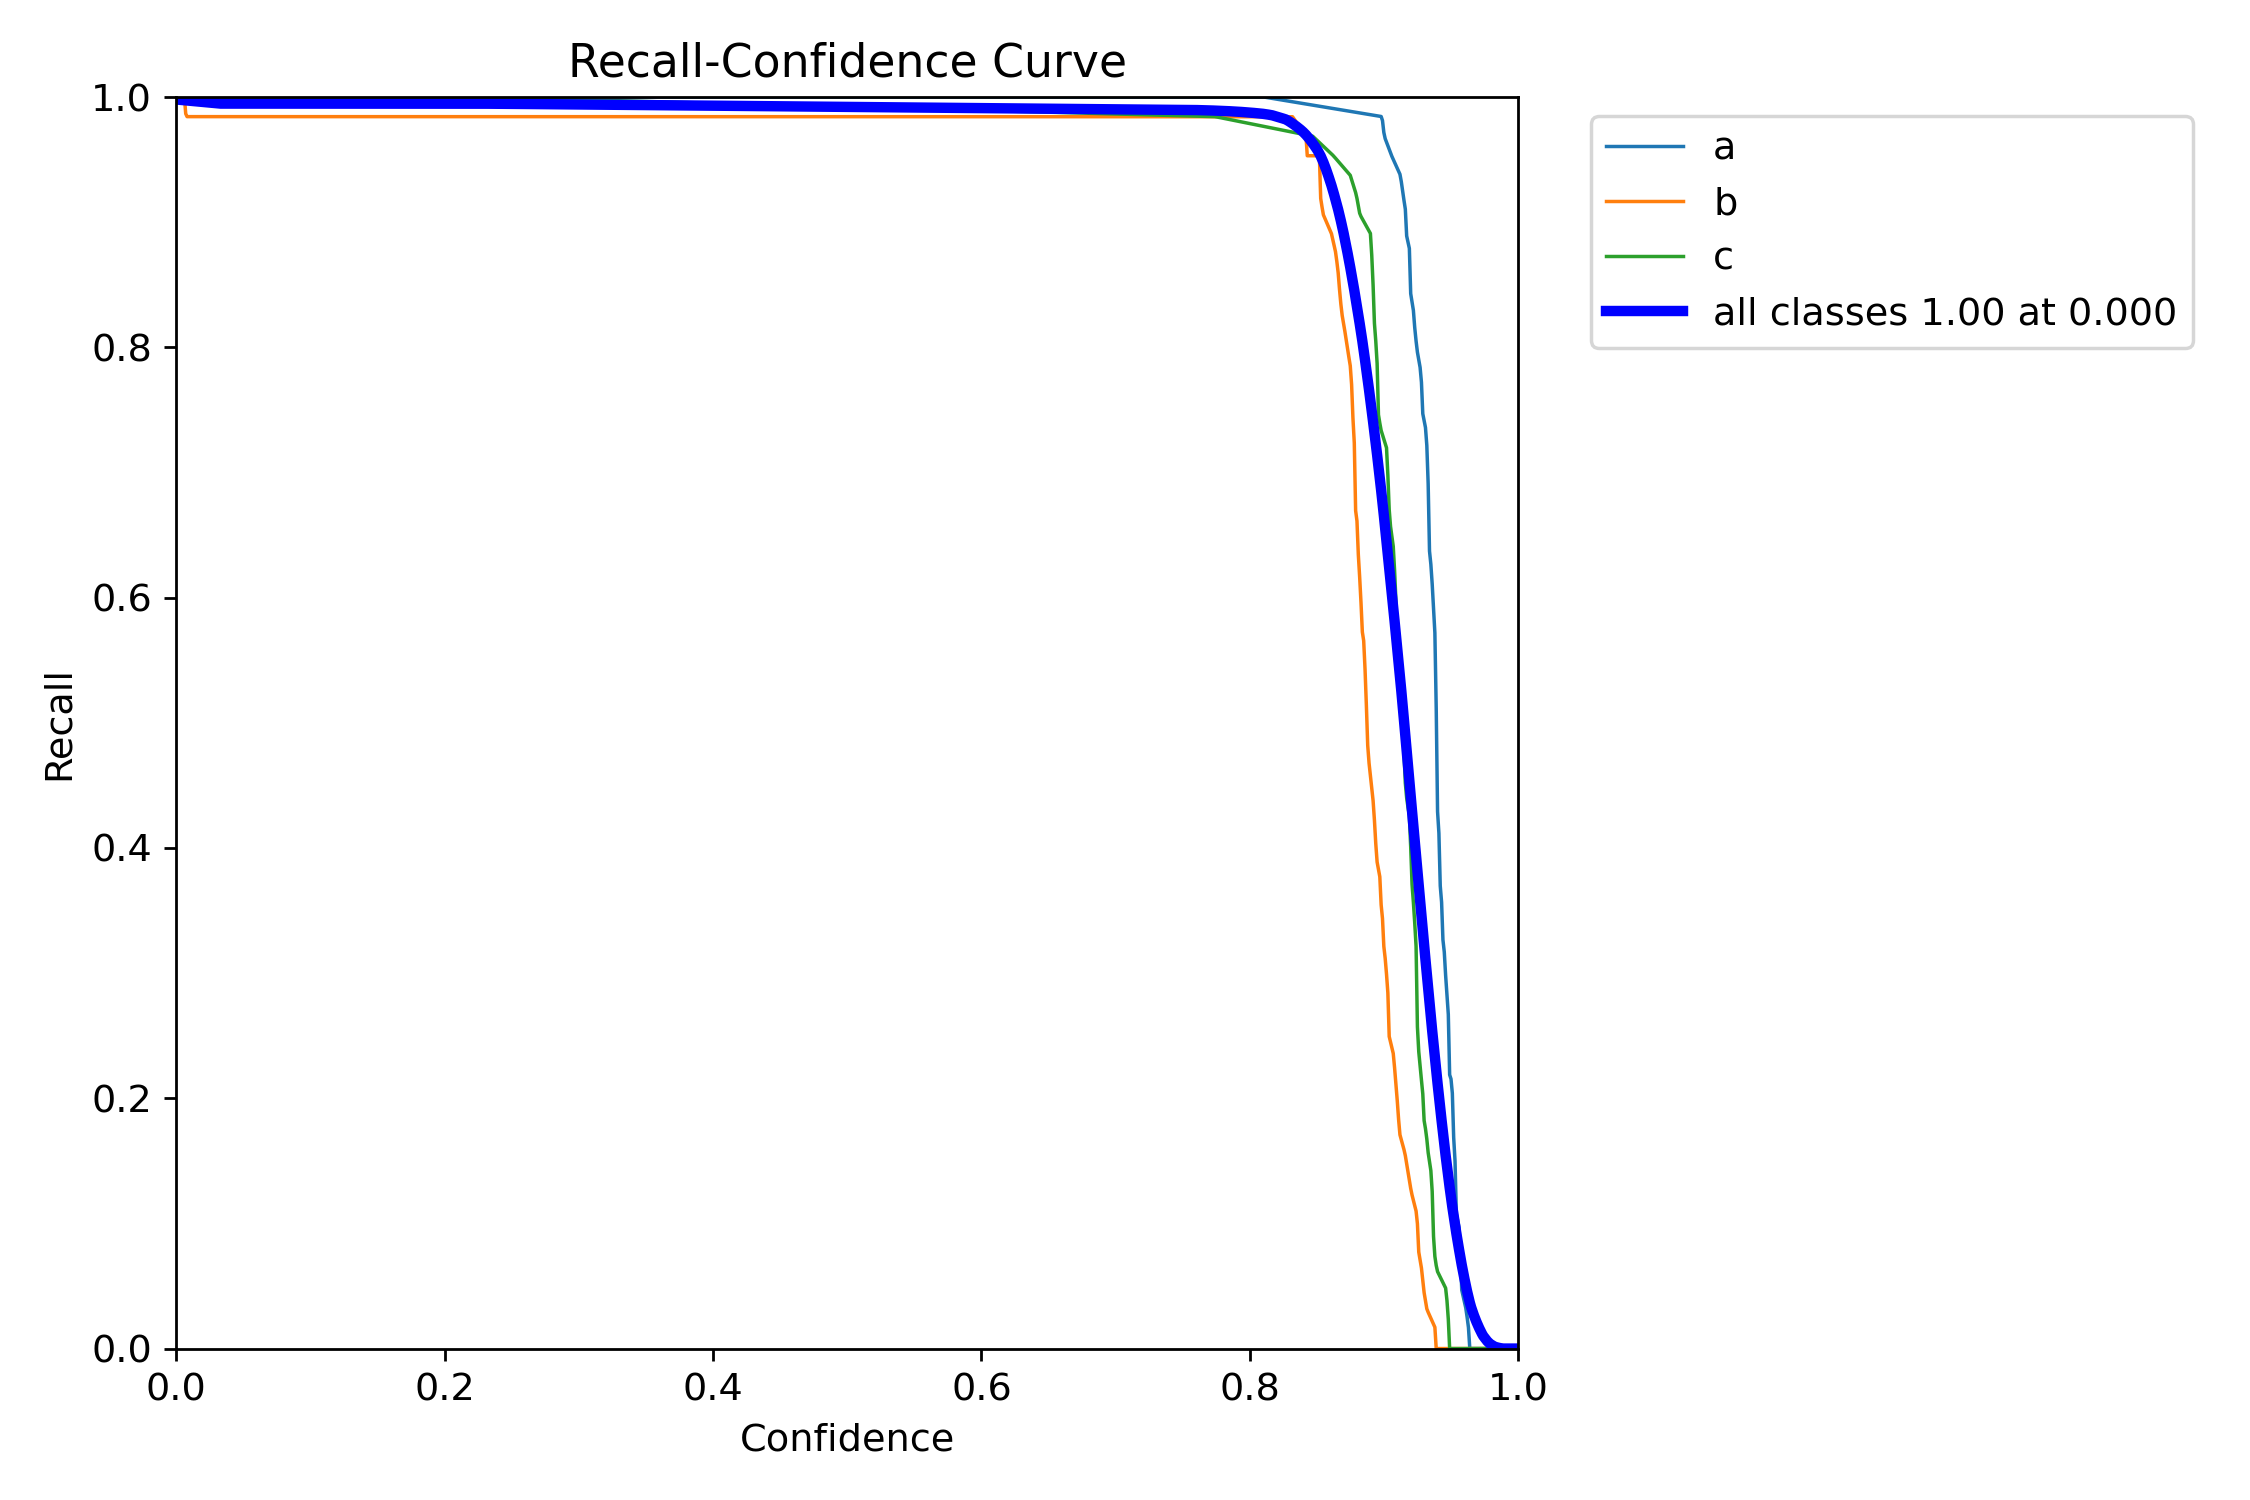 Recall-Confidence Curve
1.0
0.8
0.6
0.4
0.2
0.0
Recall
0.0 0.2 0.4 0.6 0.8 1.0
Confidence
a
b
c
all classes 1.00 at 0.000